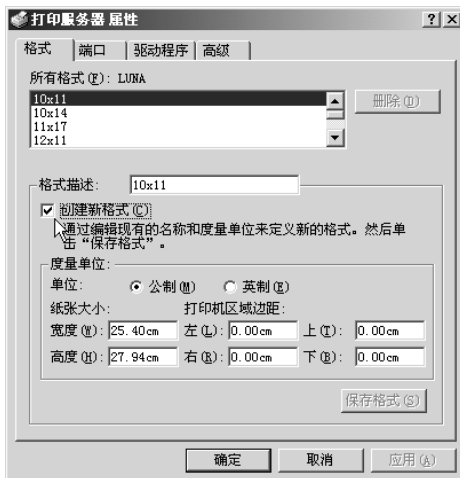 打印服务器 属性
格式 端口 驱动程序 高级
所有格式(F): LUNA
10x11
10x14
11x17
12x11
删除(D)
格式描述: 10x11
创建新格式(C)
通过编辑现有的名称和度量单位来定义新的格式。然后单
击“保存格式”。
度量单位:
单位: 公制(M) 英制(E)
纸张大小: 打印机区域边距:
宽度(W): 25.40cm 左(L): 0.00cm 上(T): 0.00cm
高度(H): 27.94cm 右(R): 0.00cm 下(B): 0.00cm
保存格式(S)
确定 取消 应用(A)